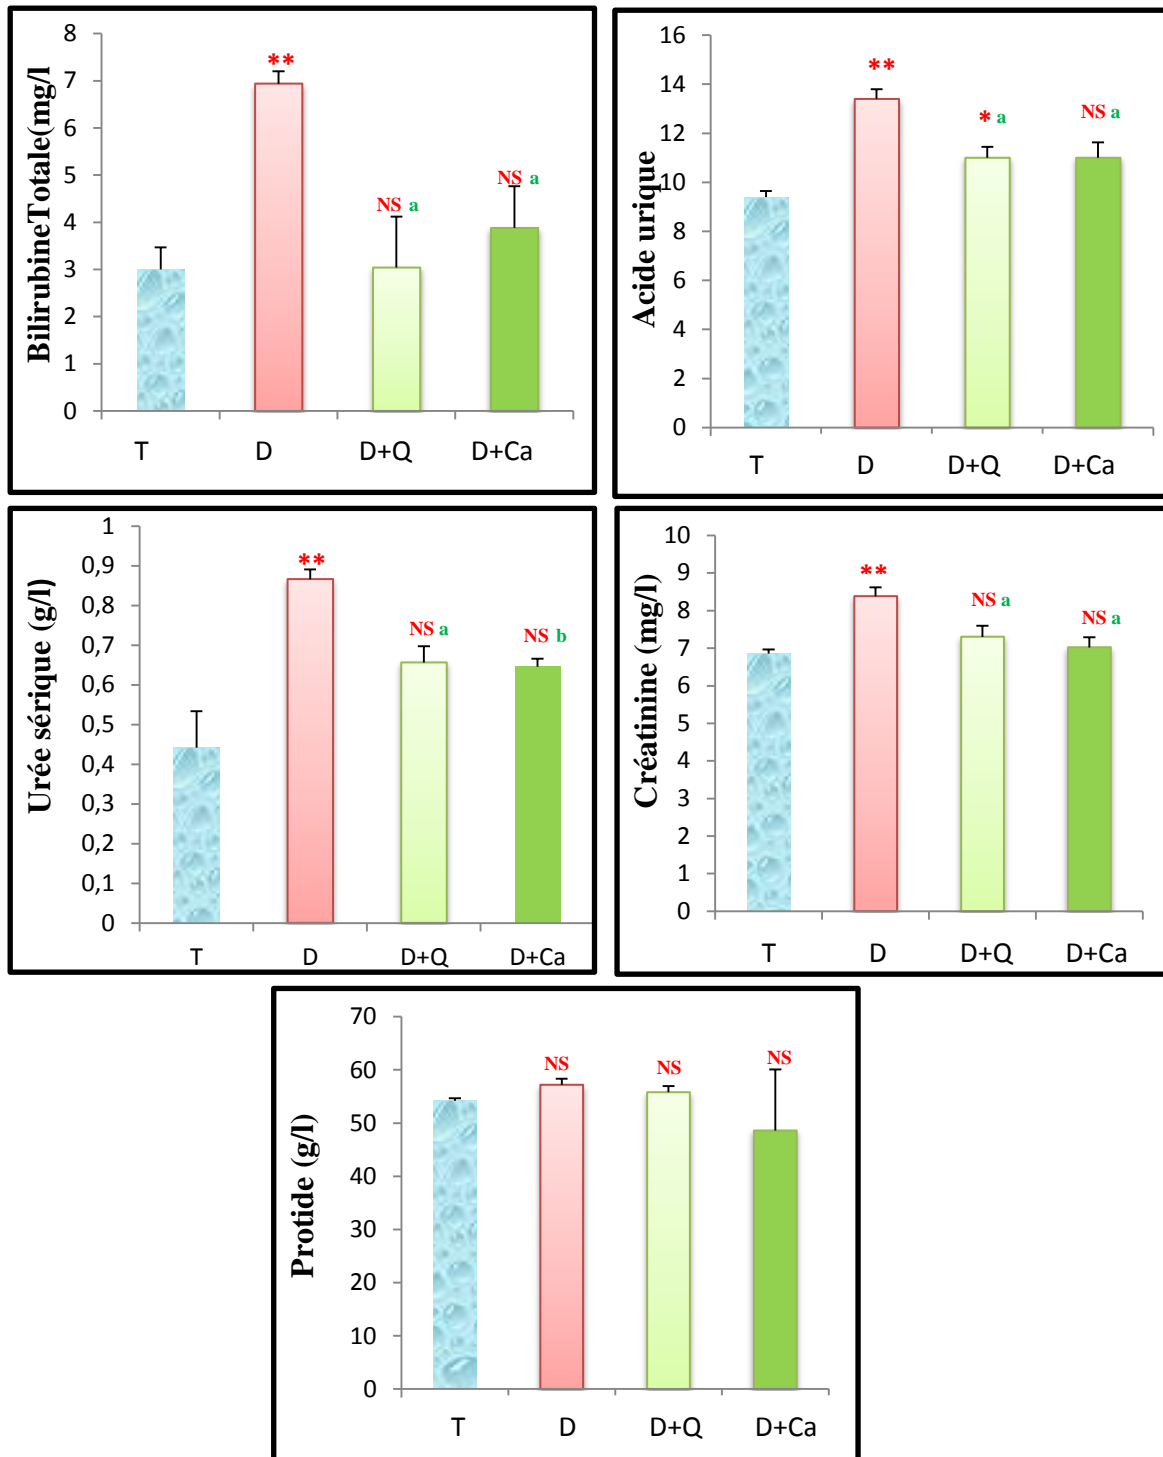 BilirubineTotale(mg/l
8
7
6
5
4
3
2
1
0
**
NS a
NS a
T D D+Q D+Ca
Acide urique
16
14
12
10
8
6
4
2
0
**
* a
NS a
T D D+Q D+Ca
Urée sérique (g/l)
1
0,9
0,8
0,7
0,6
0,5
0,4
0,3
0,2
0,1
0
**
NS a
NS b
T D D+Q D+Ca
Créatinine (mg/l)
10
9
8
7
6
5
4
3
2
1
0
**
NS a
NS a
T D D+Q D+Ca
Protide (g/l)
70
60
50
40
30
20
10
0
NS
NS
NS
T D D+Q D+Ca